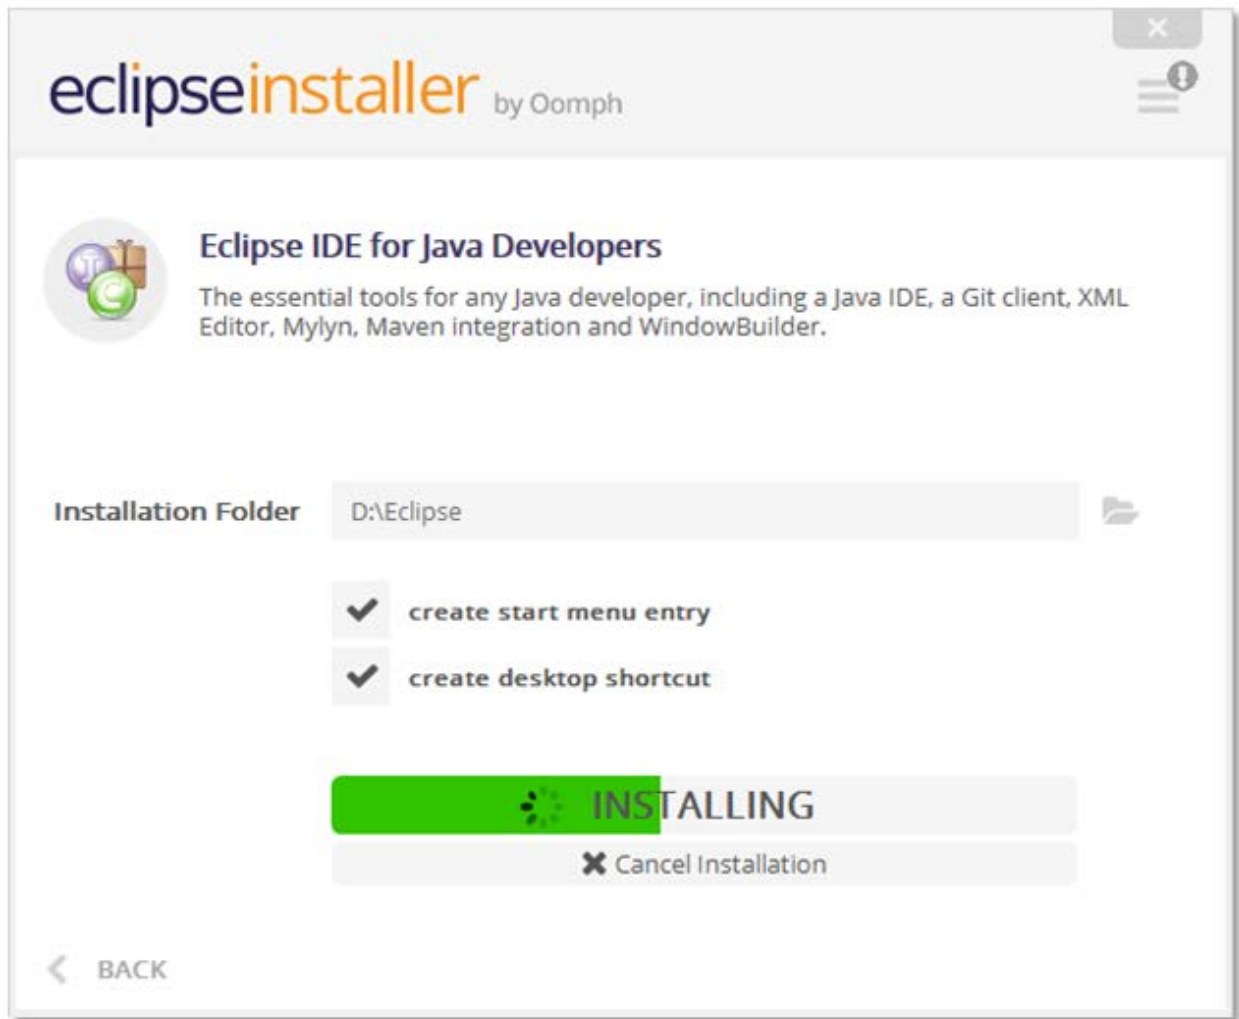 eclipseinstaller by Oomph
Eclipse IDE for Java Developers
The essential tools for any Java developer, including a Java IDE, a Git client, XML
Editor, Mylyn, Maven integration and WindowBuilder.
Installation Folder D:\Eclipse
create start menu entry
create desktop shortcut
INSTALLING
Cancel Installation
BACK